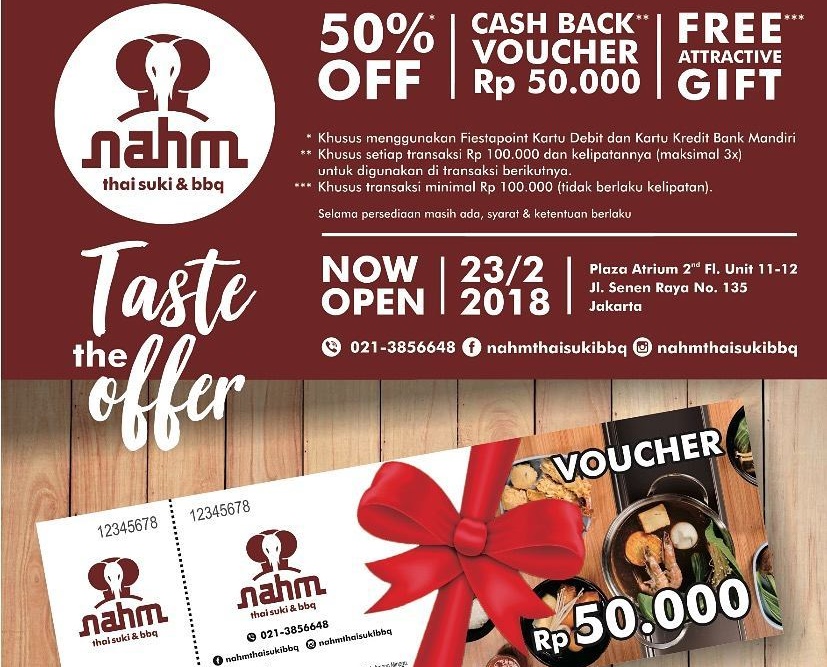 nahm
thai suki & bbq
50%*
OFF
CASH BACK**
VOUCHER
Rp 50.000
FREE***
ATTRACTIVE
GIFT
* Khusus menggunakan Fiestapoint Kartu Debit dan Kartu Kredit Bank Mandiri
** Khusus setiap transaksi Rp 100.000 dan kelipatannya (maksimal 3x)
untuk digunakan di transaksi berikutnya.
*** Khusus transaksi minimal Rp 100.000 (tidak berlaku kelipatan).
Selama persediaan masih ada, syarat & ketentuan berlaku
Taste
the
offer
NOW
OPEN
23/2
2018
Plaza Atrium 2nd Fl. Unit 11-12
Jl. Senen Raya No. 135
Jakarta
021-3856648 nahmthaisukibbq nahmthaisukibbq
12345678
nahm
thai suki & bbq
12345678
nahm
thai suki & bbq
021-3856648
nahmthaisukibbq nahmthaisukibbq
VOUCHER
Rp 50.000